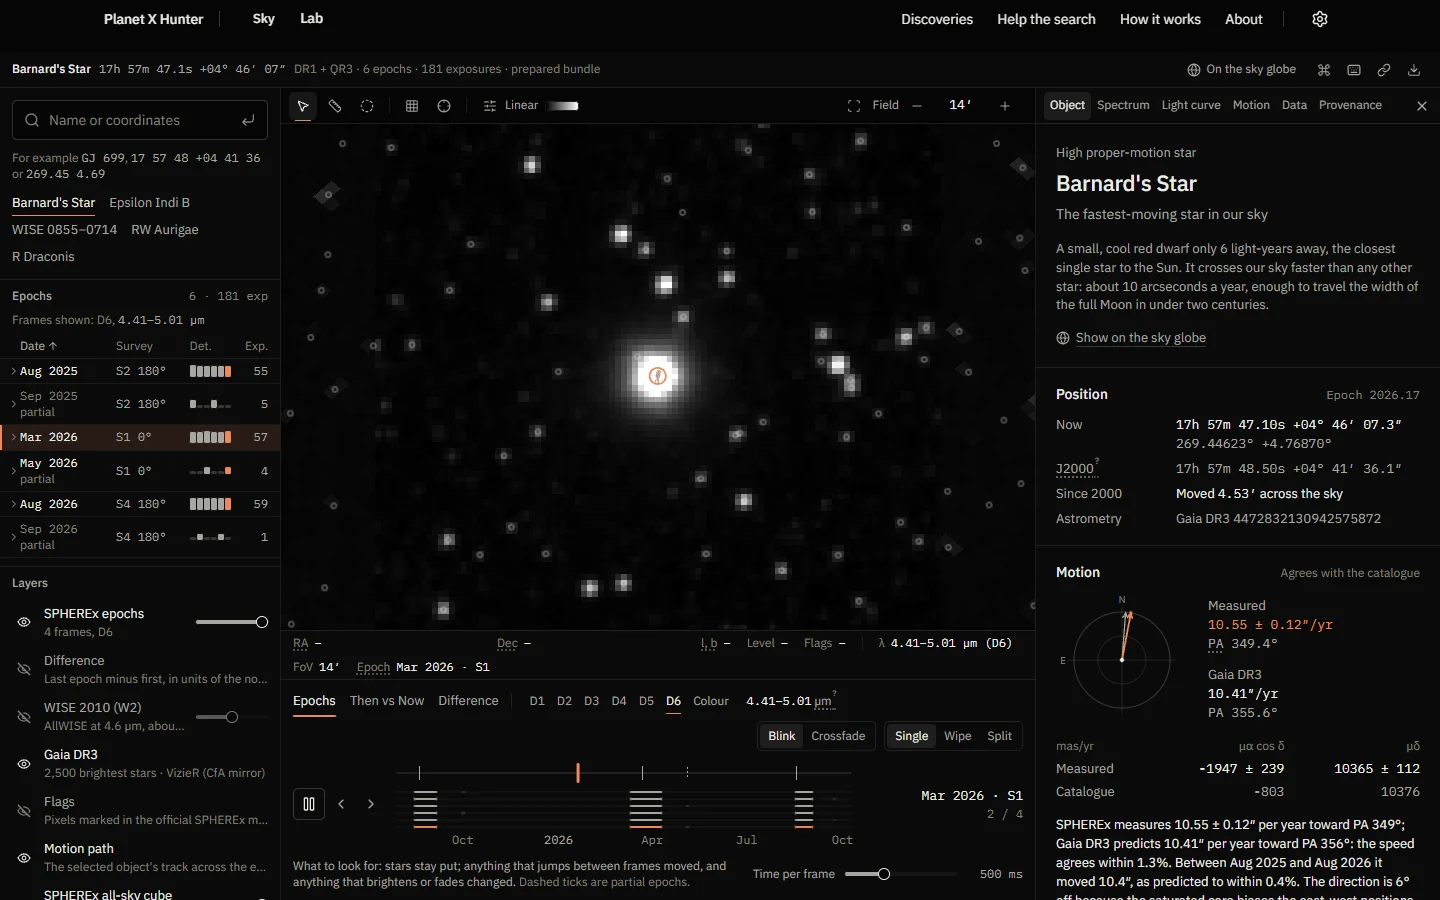 Planet X Hunter
Sky
Lab
Discoveries
Help the search
How it works
About
Barnard's Star 17h 57m 47.1s +04° 46′ 07″ DR1 + QR3 · 6 epochs · 181 exposures · prepared bundle
On the sky globe
Name or coordinates
For example GJ 699, 17 57 48 +04 41 36
or 269.45 4.69
Barnard's Star Epsilon Indi B
WISE 0855−0714 RW Aurigae
R Draconis
Epochs 6 · 181 exp
Frames shown: D6, 4.41–5.01 µm
Date ↑ Survey Det. Exp.
Aug 2025 S2 180° 55
Sep 2025 partial S2 180° 5
Mar 2026 S1 0° 57
May 2026 partial S1 0° 4
Aug 2026 S4 180° 59
Sep 2026 partial S4 180° 1
Layers
SPHEREx epochs
4 frames, D6
Difference
Last epoch minus first, in units of the no...
WISE 2010 (W2)
AllWISE at 4.6 µm, abou...
Gaia DR3
2,500 brightest stars · VizieR (CfA mirror)
Flags
Pixels marked in the official SPHEREx m...
Motion path
The selected object's track across the e...
SPHEREx all-sky cube
Linear
Field − 14′ +
RA – Dec – l, b – Level – Flags – λ 4.41–5.01 µm (D6)
FoV 14′ Epoch Mar 2026 · S1
Epochs Then vs Now Difference D1 D2 D3 D4 D5 D6 Colour 4.41–5.01 µm ?
Blink Crossfade Single Wipe Split
Mar 2026 · S1
2 / 4
Oct 2026 Apr Jul Oct
What to look for: stars stay put; anything that jumps between frames moved, and
anything that brightens or fades changed. Dashed ticks are partial epochs.
Time per frame 500 ms
Object Spectrum Light curve Motion Data Provenance
High proper-motion star
Barnard's Star
The fastest-moving star in our sky
A small, cool red dwarf only 6 light-years away, the closest
single star to the Sun. It crosses our sky faster than any other
star: about 10 arcseconds a year, enough to travel the width of
the full Moon in under two centuries.
Show on the sky globe
Position Epoch 2026.17
Now 17h 57m 47.10s +04° 46′ 07.3″
269.44623° +4.76870°
J2000 ? 17h 57m 48.50s +04° 41′ 36.1″
Since 2000 Moved 4.53′ across the sky
Astrometry Gaia DR3 4472832130942575872
Motion Agrees with the catalogue
N
E
Measured
10.55 ± 0.12″/yr
PA 349.4°
Gaia DR3
10.41″/yr
PA 355.6°
mas/yr µα cos δ µδ
Measured -1947 ± 239 10365 ± 112
Catalogue -803 10376
SPHEREx measures 10.55 ± 0.12″ per year toward PA 349°;
Gaia DR3 predicts 10.41″ per year toward PA 356°; the speed
agrees within 1.3%. Between Aug 2025 and Aug 2026 it
moved 10.4″, as predicted to within 0.4%. The direction is 6°
off because the saturated core biases the east-west positions